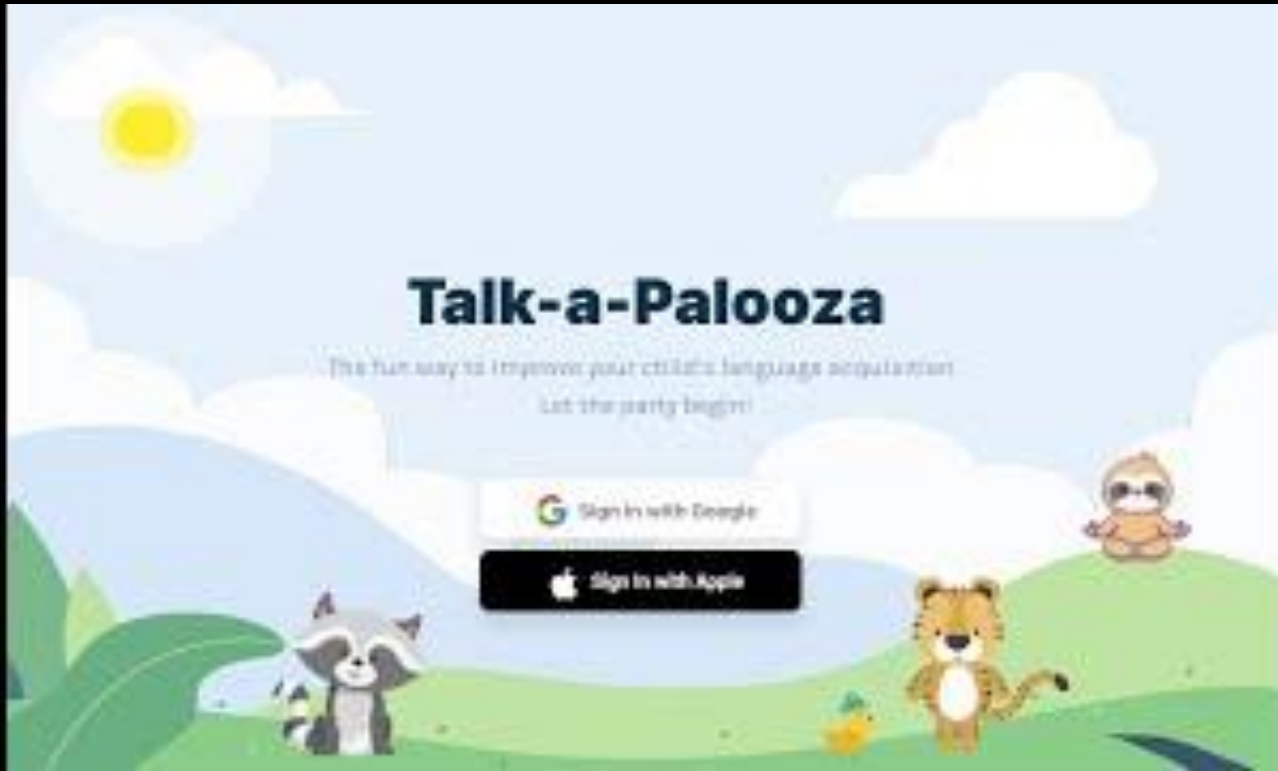 Talk-a-Palooza
The fun way to improve your child's language acquisition
Let the party begin!
Sign in with Google
Sign in with Apple